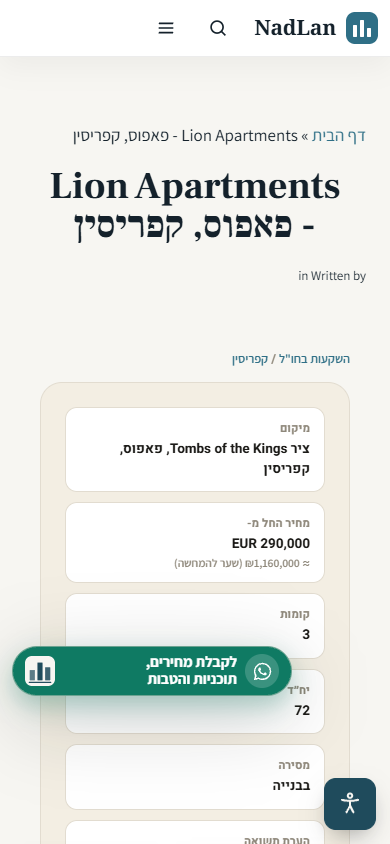 NadLan
דף הבית » Lion Apartments - פאפוס, קפריסין
Lion Apartments
- פאפוס, קפריסין
in Written by
השקעות בחו"ל / קפריסין
מיקום
ציר Tombs of the Kings, פאפוס,
קפריסין
מחיר החל מ-
EUR 290,000
≈ ₪1,160,000 (שער להמחשה)
קומות
3
לקבלת מחירים,
תוכניות והטבות
יח״ד
72
מסירה
בבנייה
הערת תשואה